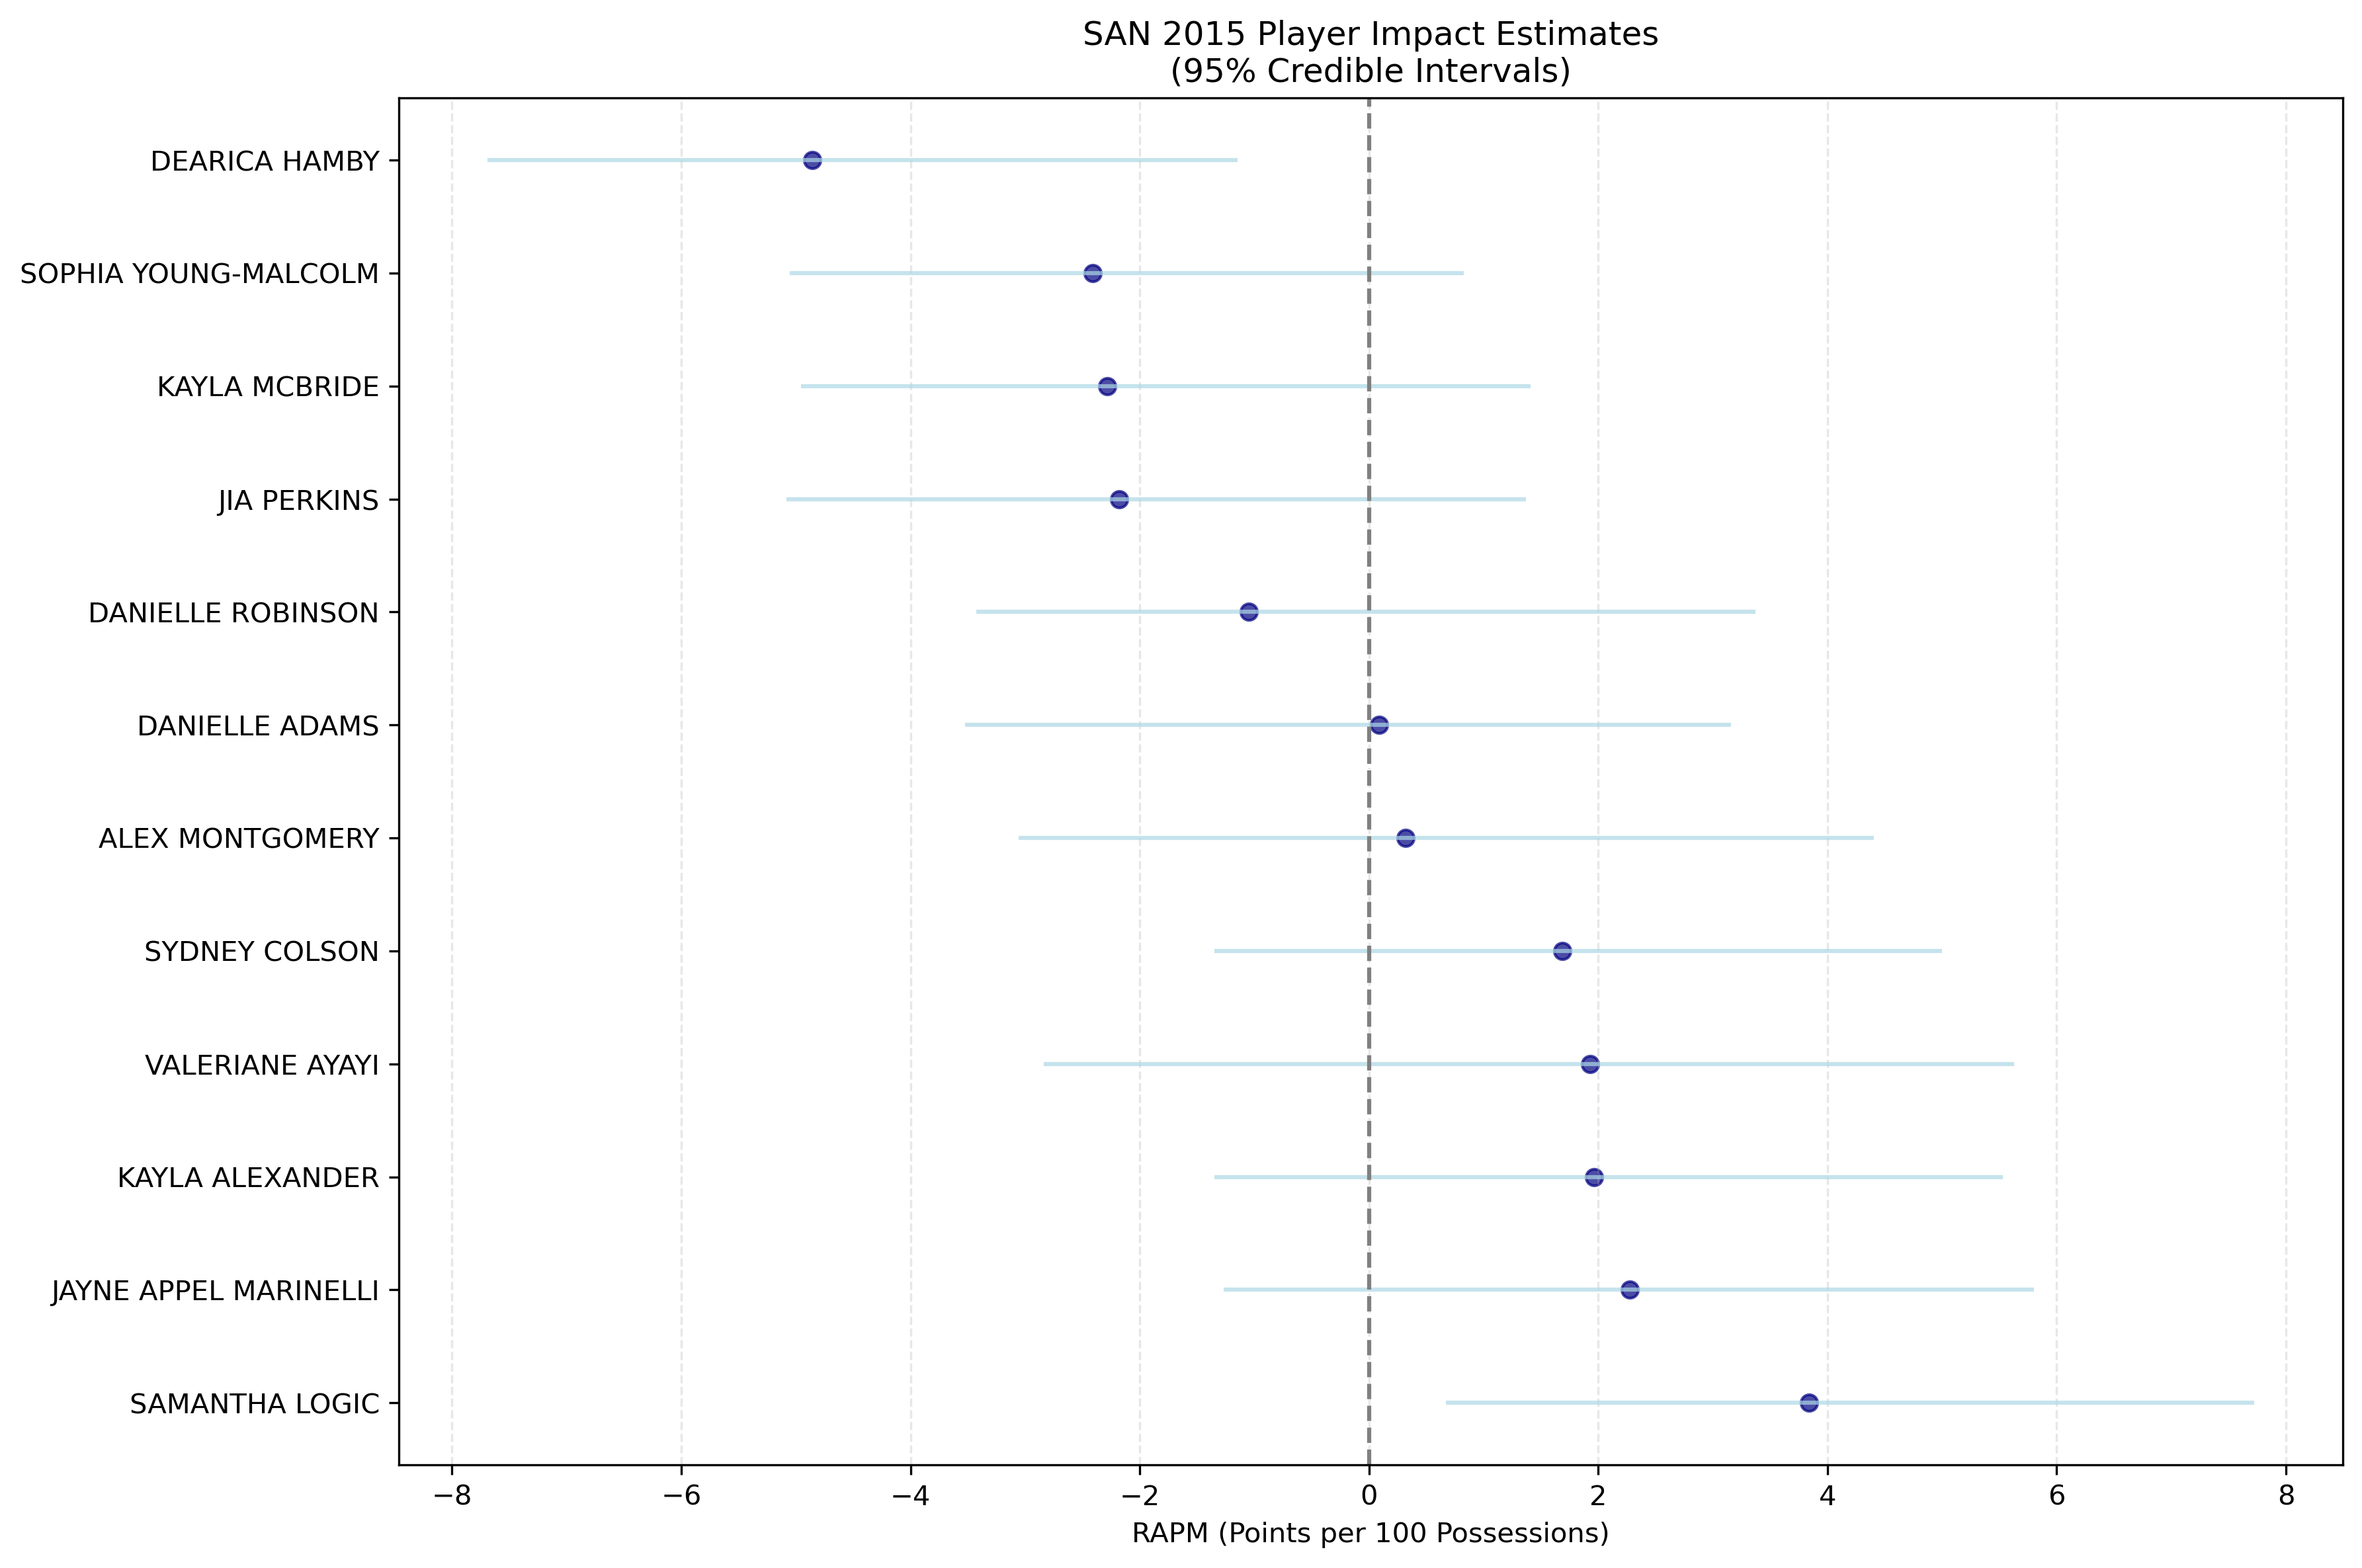 SAN 2015 Player Impact Estimates
(95% Credible Intervals)
DEARICA HAMBY
SOPHIA YOUNG-MALCOLM
KAYLA MCBRIDE
JIA PERKINS
DANIELLE ROBINSON
DANIELLE ADAMS
ALEX MONTGOMERY
SYDNEY COLSON
VALERIANE AYAYI
KAYLA ALEXANDER
JAYNE APPEL MARINELLI
SAMANTHA LOGIC
−8 −6 −4 −2 0 2 4 6 8
RAPM (Points per 100 Possessions)